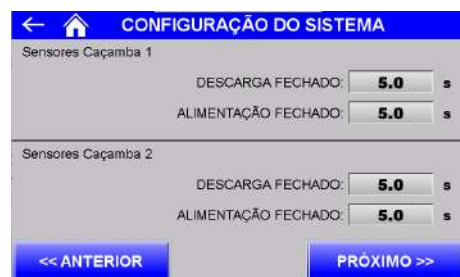 CONFIGURAÇÃO DO SISTEMA
Sensores Caçamba 1
DESCARGA FECHADO: 5.0 s
ALIMENTAÇÃO FECHADO: 5.0 s
Sensores Caçamba 2
DESCARGA FECHADO: 5.0 s
ALIMENTAÇÃO FECHADO: 5.0 s
<< ANTERIOR PRÓXIMO >>